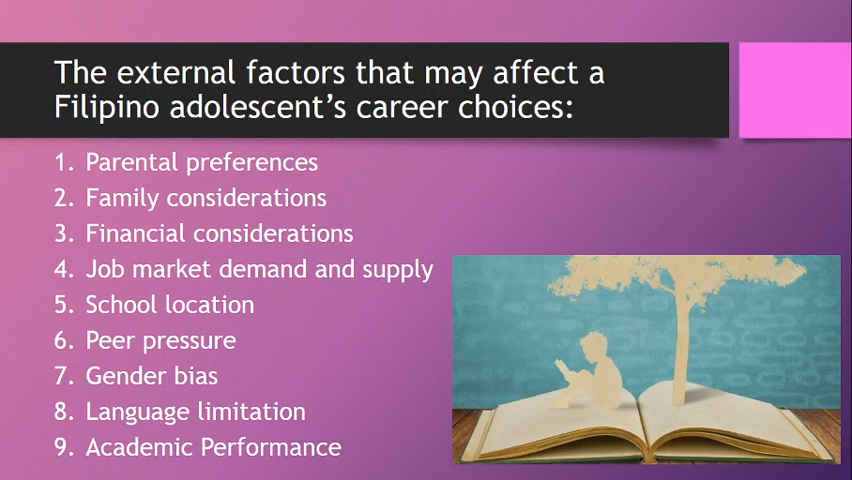 The external factors that may affect a
Filipino adolescent’s career choices:
1. Parental preferences
2. Family considerations
3. Financial considerations
4. Job market demand and supply
5. School location
6. Peer pressure
7. Gender bias
8. Language limitation
9. Academic Performance